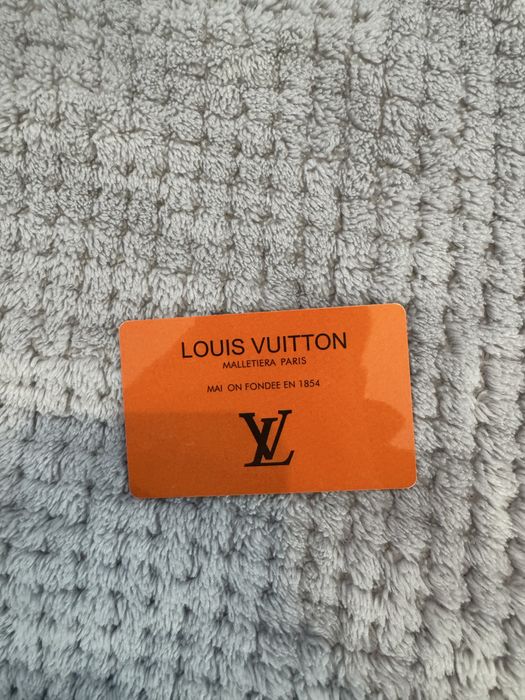 LOUIS VUITTON
MALLETIERA PARIS
MAI ON FONDEE EN 1854
LV